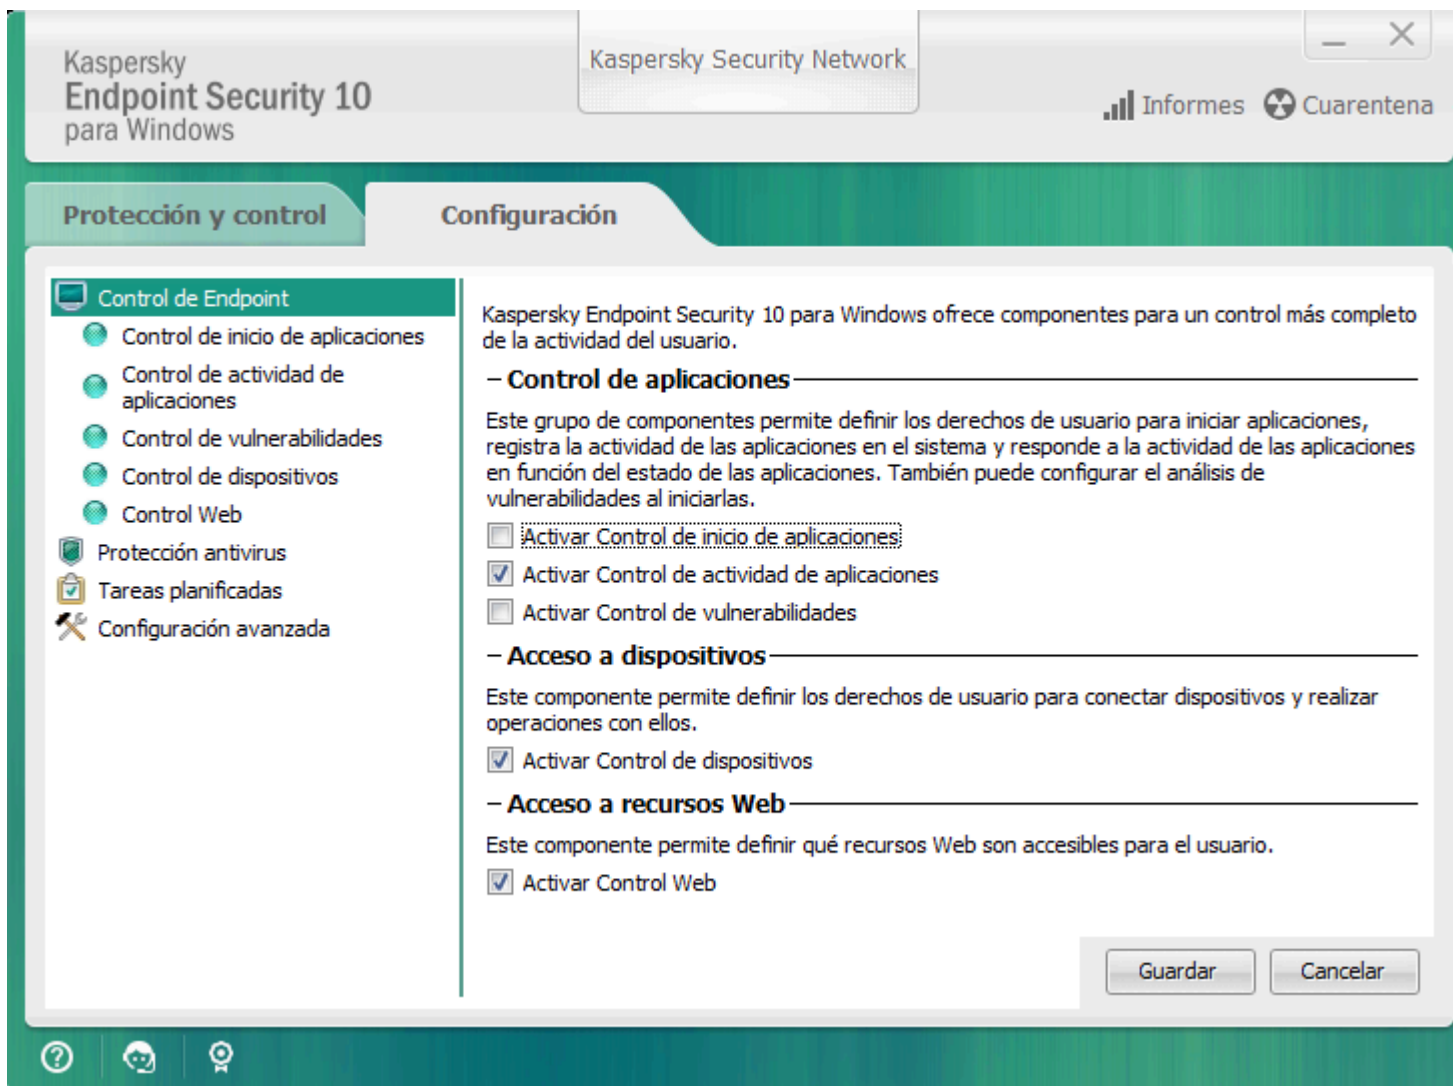 Kaspersky
Endpoint Security 10
para Windows
Kaspersky Security Network
Informes
Cuarentena
Protección y control
Configuración
Control de Endpoint
Control de inicio de aplicaciones
Control de actividad de
aplicaciones
Control de vulnerabilidades
Control de dispositivos
Control Web
Protección antivirus
Tareas planificadas
Configuración avanzada
Kaspersky Endpoint Security 10 para Windows ofrece componentes para un control más completo
de la actividad del usuario.
Control de aplicaciones
Este grupo de componentes permite definir los derechos de usuario para iniciar aplicaciones,
registra la actividad de las aplicaciones en el sistema y responde a la actividad de las aplicaciones
en función del estado de las aplicaciones. También puede configurar el análisis de
vulnerabilidades al iniciarlas.
Activar Control de inicio de aplicaciones
Activar Control de actividad de aplicaciones
Activar Control de vulnerabilidades
Acceso a dispositivos
Este componente permite definir los derechos de usuario para conectar dispositivos y realizar
operaciones con ellos.
Activar Control de dispositivos
Acceso a recursos Web
Este componente permite definir qué recursos Web son accesibles para el usuario.
Activar Control Web
Guardar
Cancelar